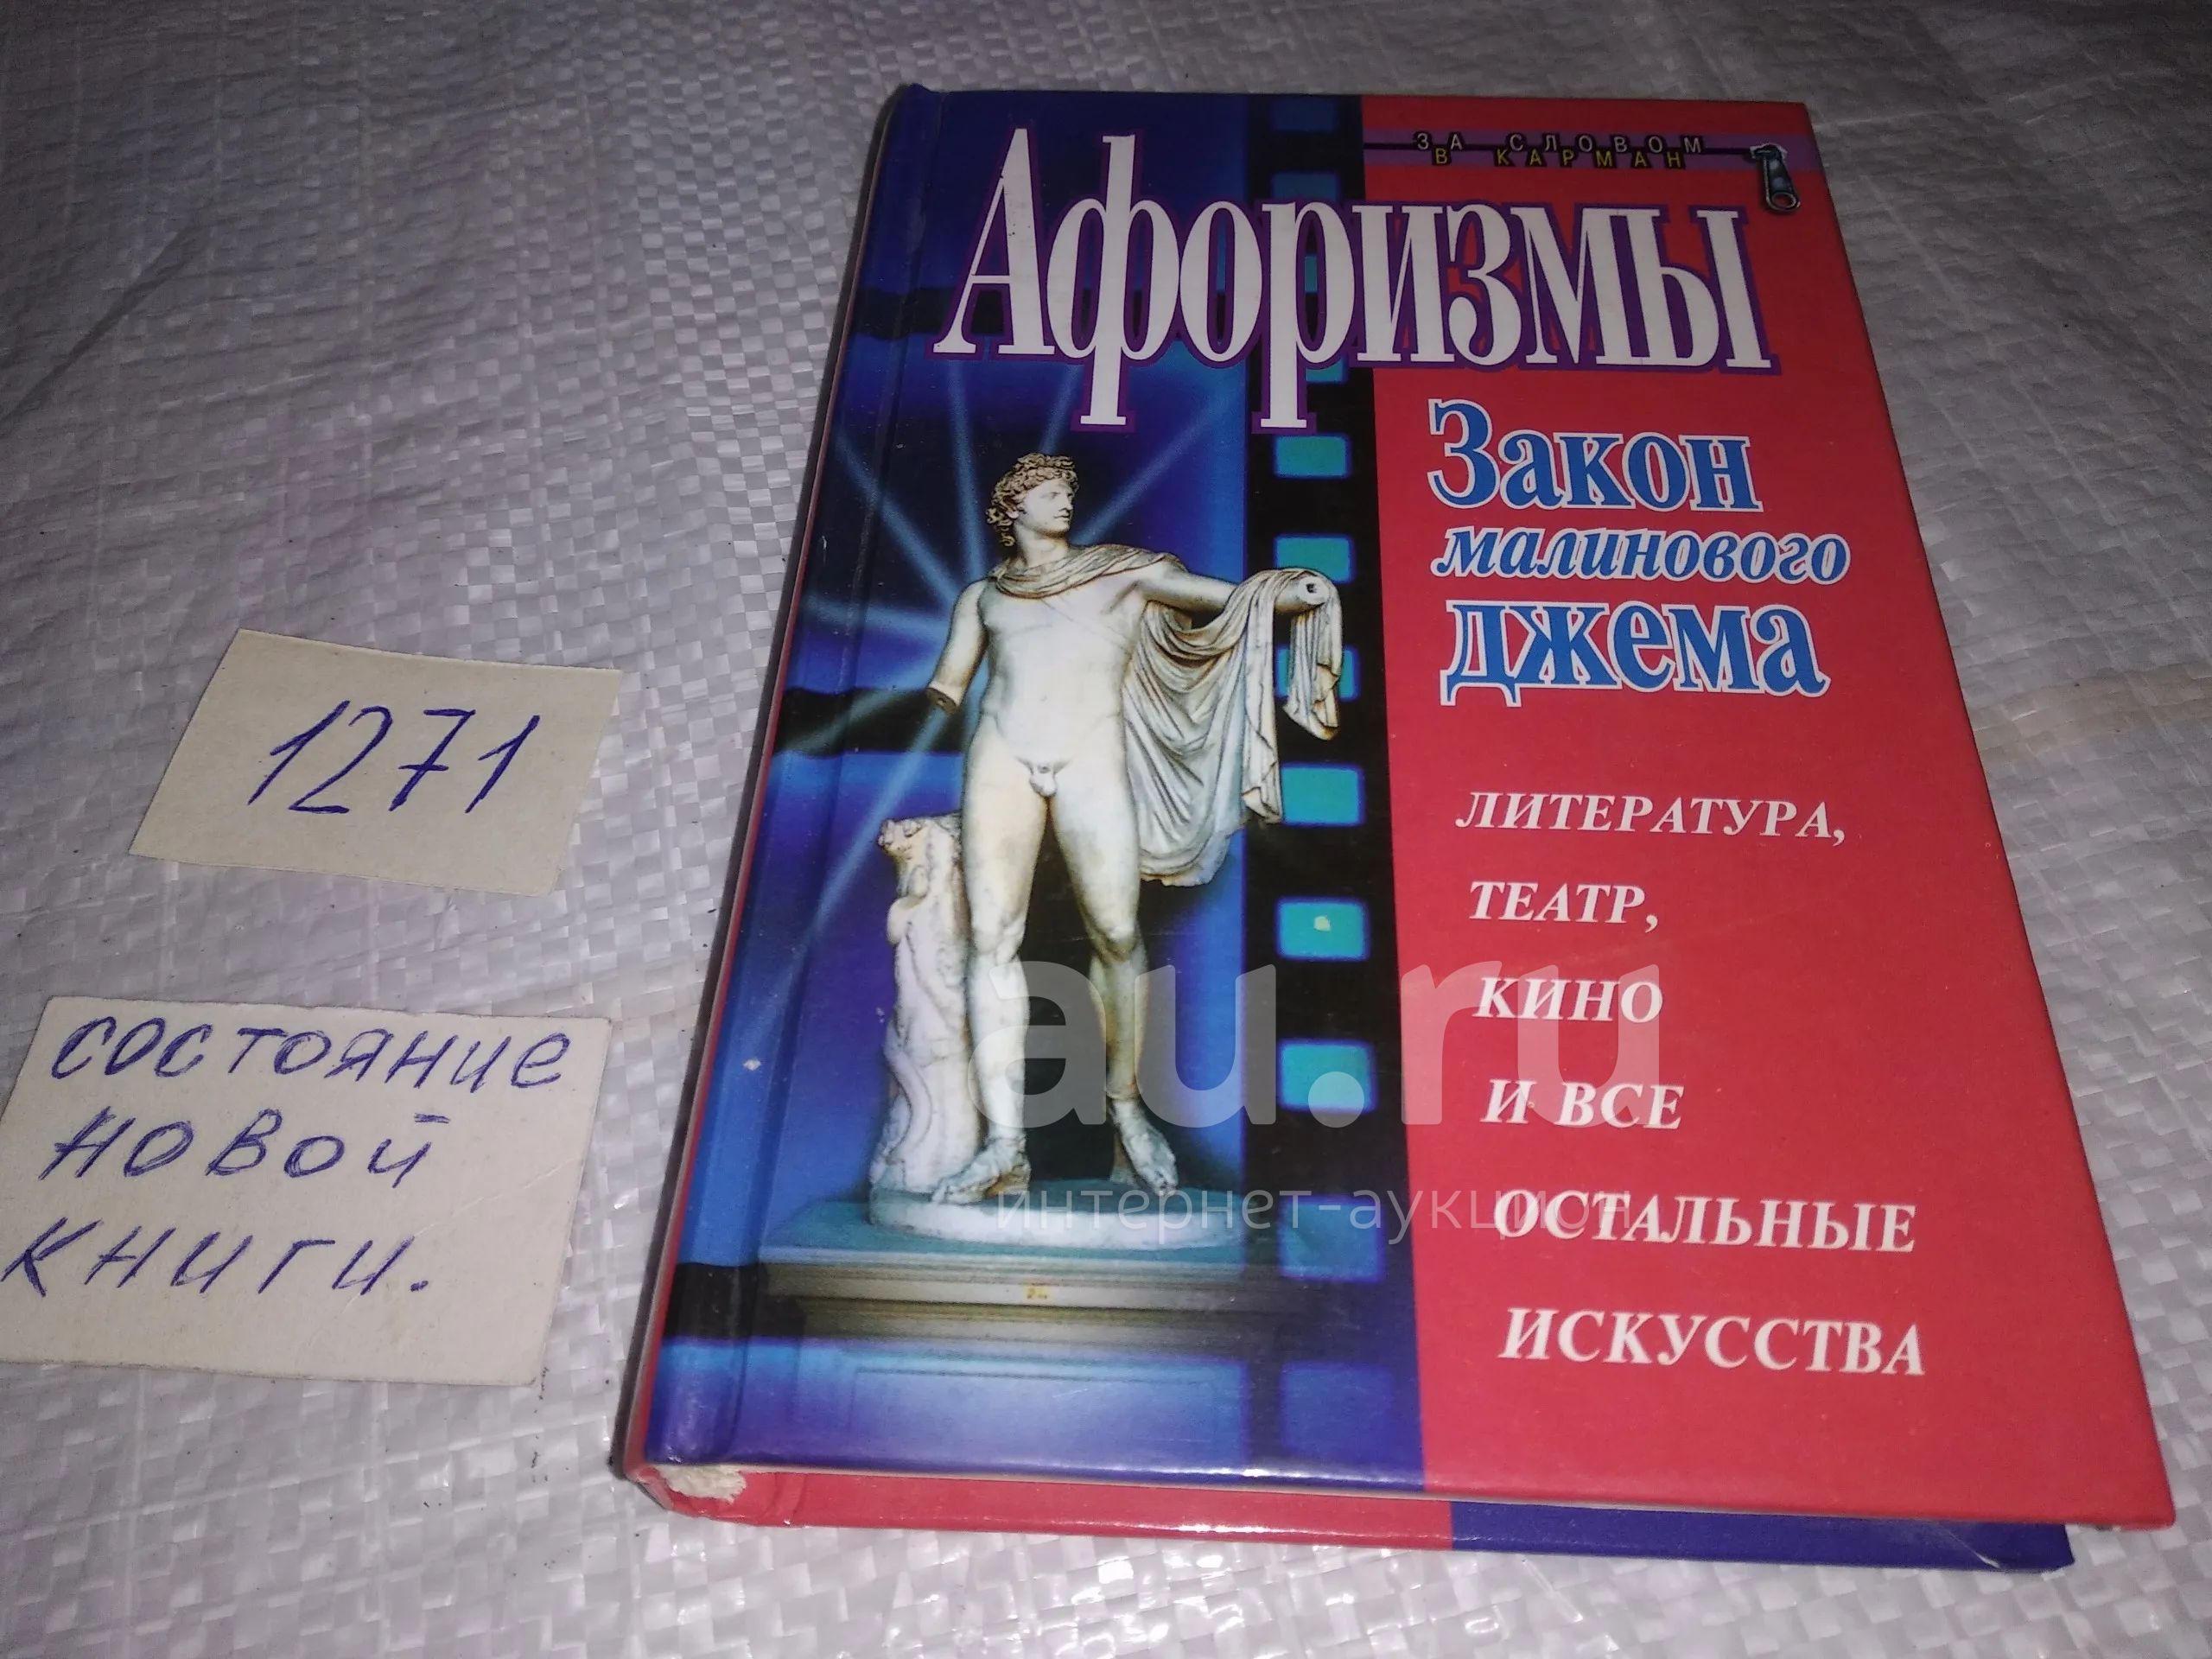 ЗА СЛОВОМ
В КАРМАН
Афоризмы
Закон
малинового
джема
ЛИТЕРАТУРА,
ТЕАТР,
КИНО
И ВСЕ
ОСТАЛЬНЫЕ
ИСКУССТВА
1271
состояние
новой
книги.
au.ru
интернет-аукцион